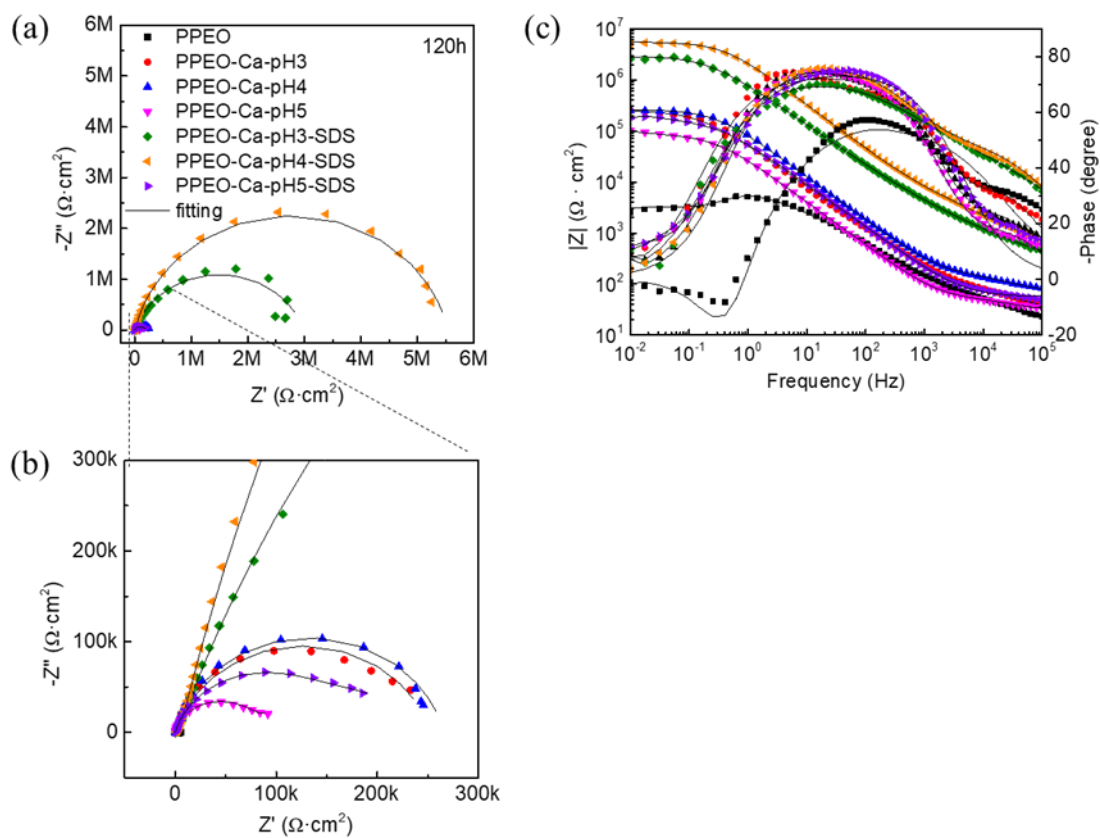 (a)
6M
5M
4M
3M
2M
1M
0
-Z'' (Ω·cm²)
120h
PPEO
PPEO-Ca-pH3
PPEO-Ca-pH4
PPEO-Ca-pH5
PPEO-Ca-pH3-SDS
PPEO-Ca-pH4-SDS
PPEO-Ca-pH5-SDS
fitting
0 1M 2M 3M 4M 5M 6M
Z' (Ω·cm²)
(b)
300k
200k
100k
0
-Z'' (Ω·cm²)
0 100k 200k 300k
Z' (Ω·cm²)
(c)
10⁷
10⁶
10⁵
10⁴
10³
10²
10¹
|Z| (Ω · cm²)
80
60
40
20
0
-20
-Phase (degree)
10⁻² 10⁻¹ 10⁰ 10¹ 10² 10³ 10⁴ 10⁵
Frequency (Hz)